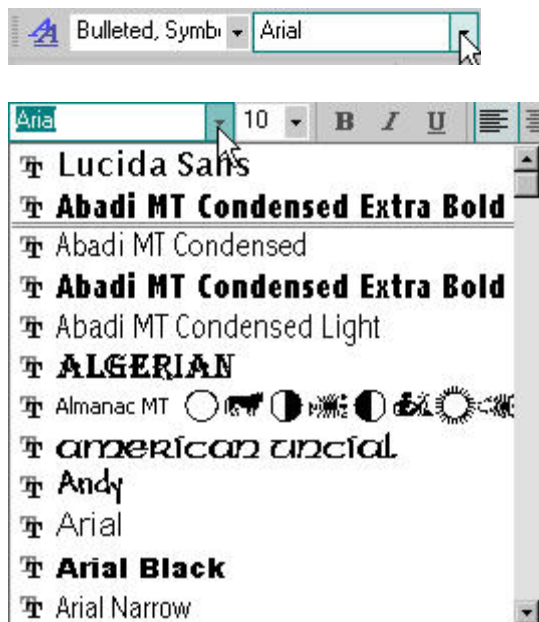 Bulleted, Symb Arial
Arial 10 B I U
Lucida Sans
Abadi MT Condensed Extra Bold
Abadi MT Condensed
Abadi MT Condensed Extra Bold
Abadi MT Condensed Light
ALGERIAN
Almanac MT
american uncial
Andy
Arial
Arial Black
Arial Narrow